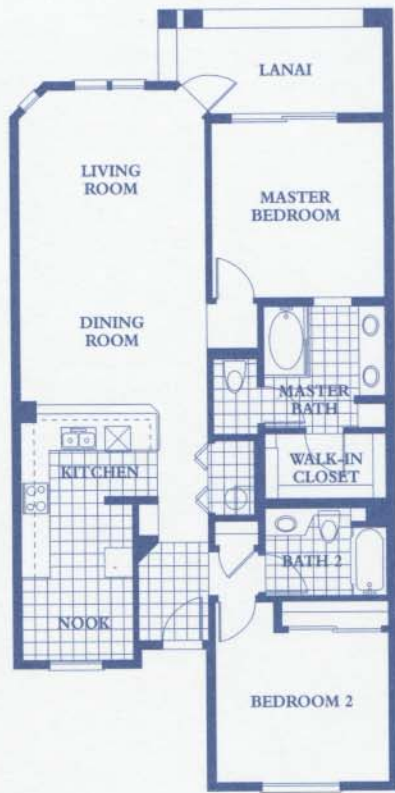 LANAI
LIVING
ROOM
MASTER
BEDROOM
DINING
ROOM
MASTER
BATH
KITCHEN
WALK-IN
CLOSET
BATH 2
NOOK
BEDROOM 2